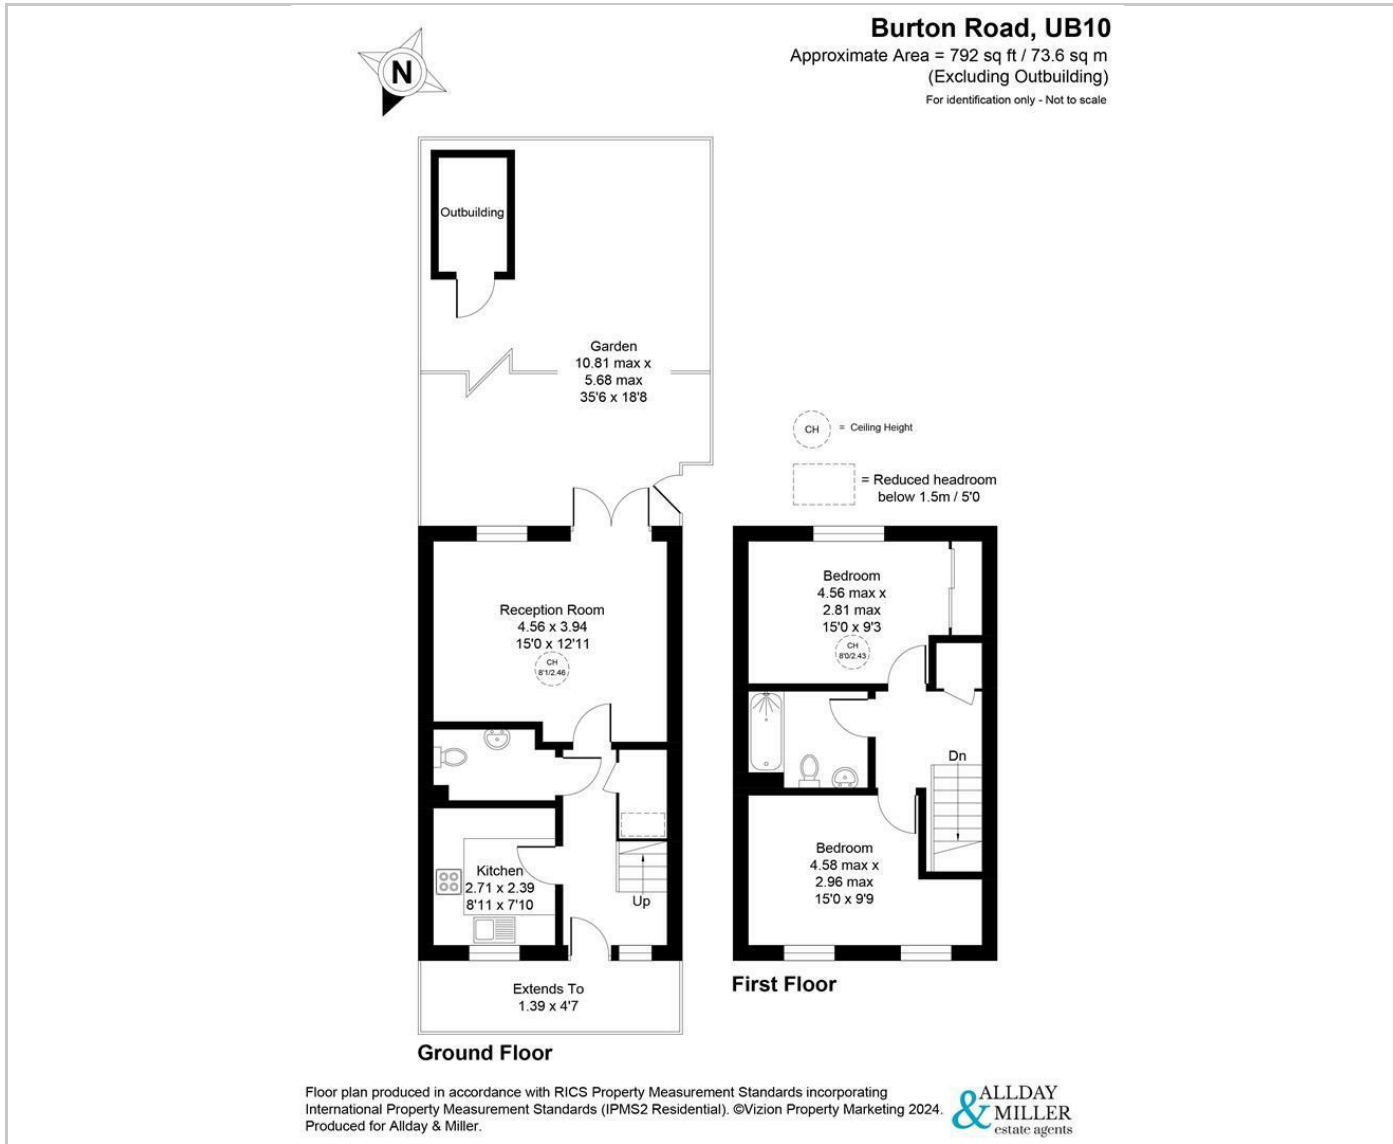 Burton Road, UB10
Approximate Area = 792 sq ft / 73.6 sq m
(Excluding Outbuilding)
For identification only - Not to scale
N
Outbuilding
Garden
10.81 max x
5.68 max
35'6 x 18'8
CH = Ceiling Height
= Reduced headroom
below 1.5m / 5'0
Reception Room
4.56 x 3.94
15'0 x 12'11
CH
8'1/2.46
Bedroom
4.56 max x
2.81 max
15'0 x 9'3
CH
8'0/2.43
Dn
Kitchen
2.71 x 2.39
8'11 x 7'10
Up
Bedroom
4.58 max x
2.96 max
15'0 x 9'9
Extends To
1.39 x 4'7
First Floor
Ground Floor
Floor plan produced in accordance with RICS Property Measurement Standards incorporating
International Property Measurement Standards (IPMS2 Residential). ©Vizion Property Marketing 2024.
Produced for Allday & Miller.
ALLDAY
& MILLER
estate agents